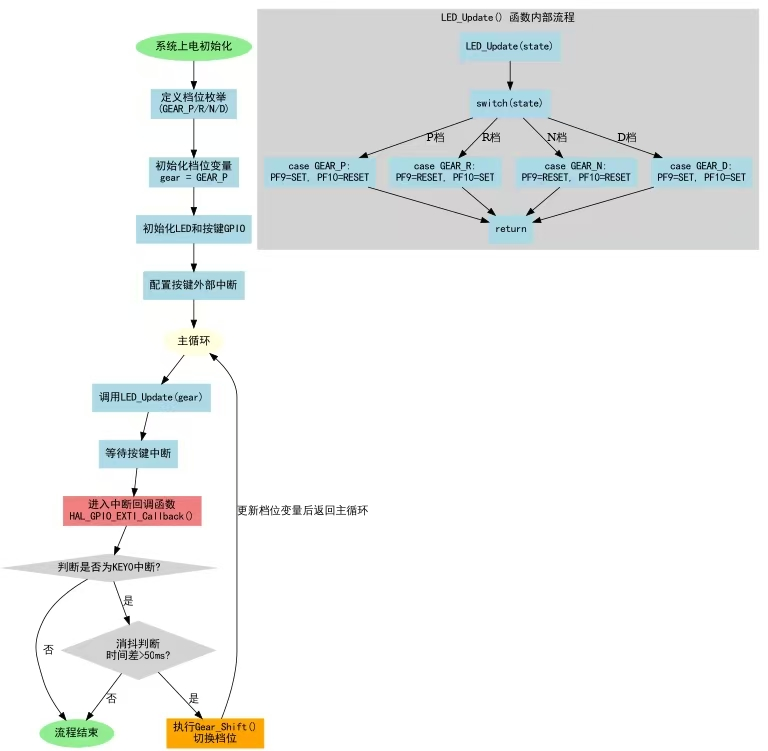 系统上电初始化
定义档位枚举
(GEAR_P/R/N/D)
初始化档位变量
gear = GEAR_P
初始化LED和按键GPIO
配置按键外部中断
主循环
调用LED_Update(gear)
等待按键中断
进入中断回调函数
HAL_GPIO_EXTI_Callback()
判断是否为KEY0中断?
是
否
消抖判断
时间差>50ms?
否
是
流程结束
执行Gear_Shift()
切换档位
更新档位变量后返回主循环
LED_Update() 函数内部流程
LED_Update(state)
switch(state)
P档
R档
N档
D档
case GEAR_P:
PF9=SET, PF10=RESET
case GEAR_R:
PF9=RESET, PF10=SET
case GEAR_N:
PF9=RESET, PF10=RESET
case GEAR_D:
PF9=SET, PF10=SET
return